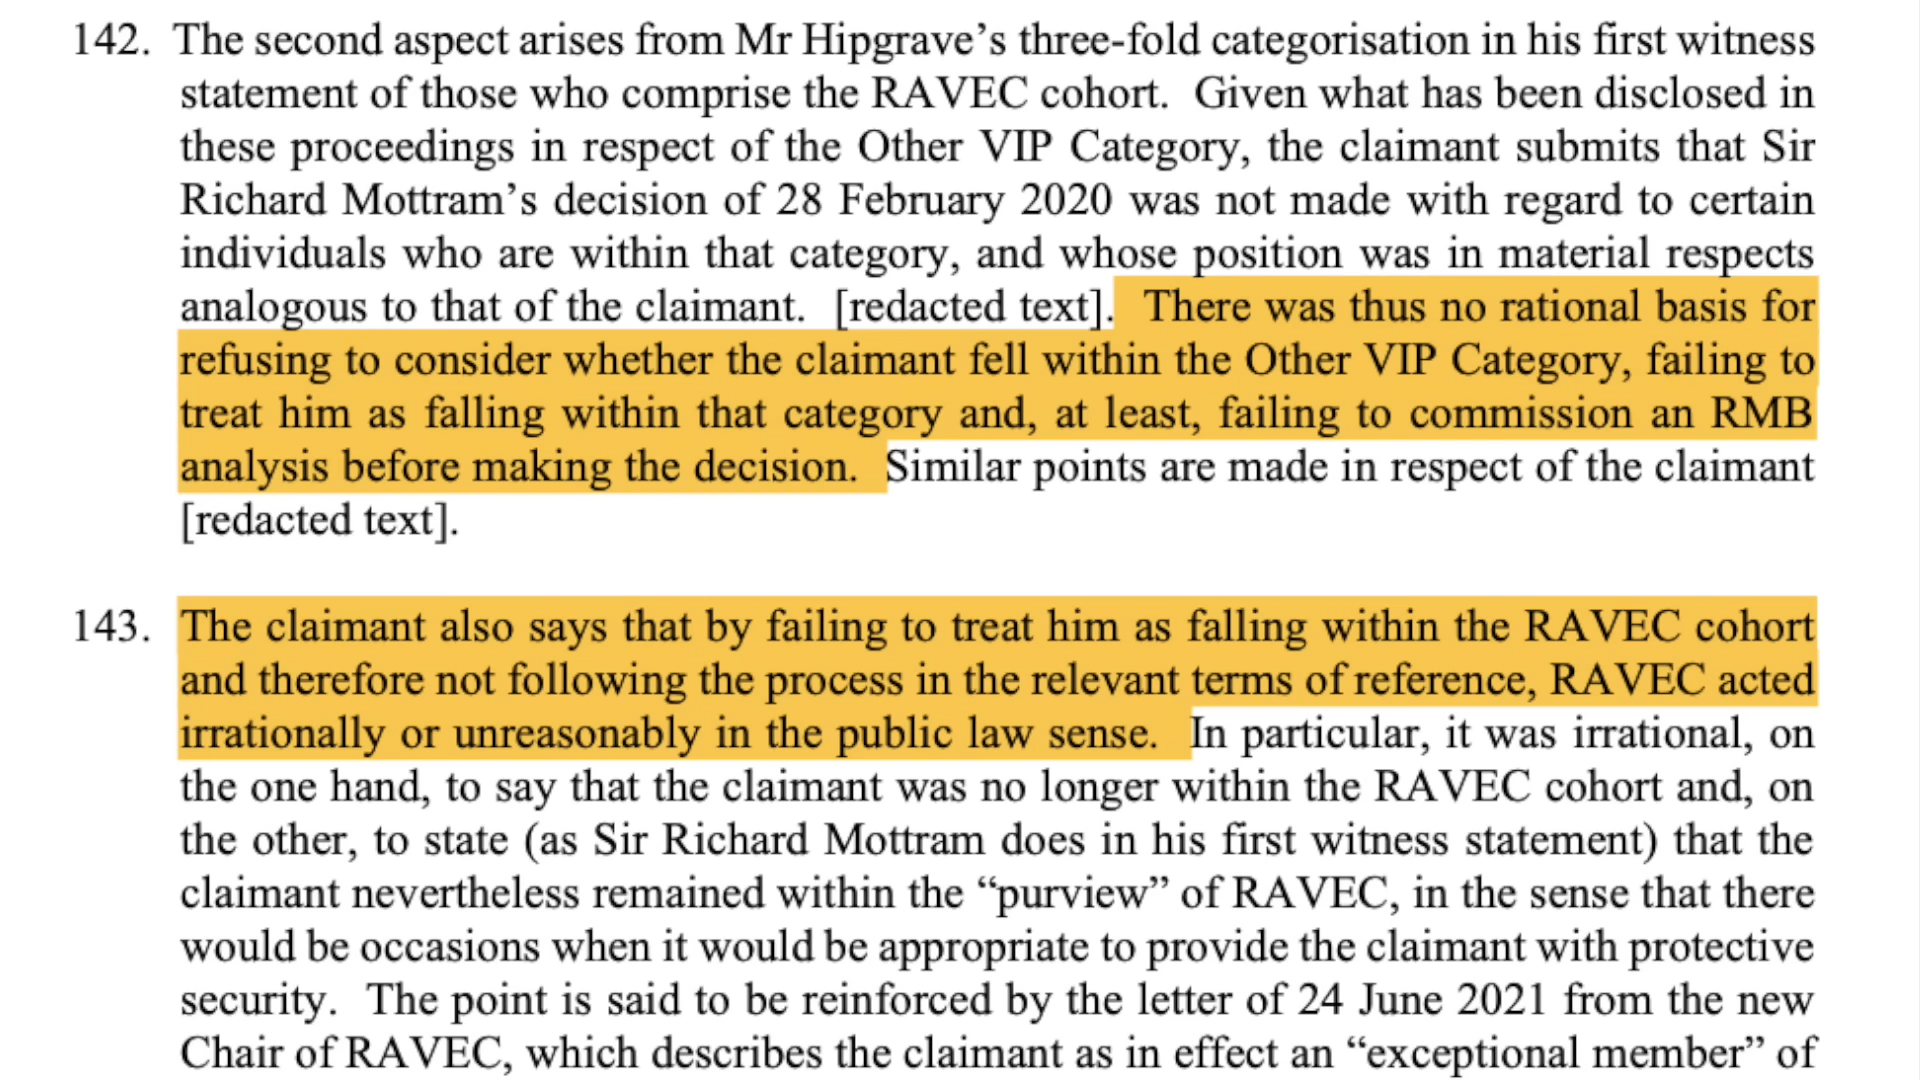 142. The second aspect arises from Mr Hipgrave’s three-fold categorisation in his first witness
statement of those who comprise the RAVEC cohort. Given what has been disclosed in
these proceedings in respect of the Other VIP Category, the claimant submits that Sir
Richard Mottram’s decision of 28 February 2020 was not made with regard to certain
individuals who are within that category, and whose position was in material respects
analogous to that of the claimant. [redacted text]. There was thus no rational basis for
refusing to consider whether the claimant fell within the Other VIP Category, failing to
treat him as falling within that category and, at least, failing to commission an RMB
analysis before making the decision. Similar points are made in respect of the claimant
[redacted text].
143. The claimant also says that by failing to treat him as falling within the RAVEC cohort
and therefore not following the process in the relevant terms of reference, RAVEC acted
irrationally or unreasonably in the public law sense. In particular, it was irrational, on
the one hand, to say that the claimant was no longer within the RAVEC cohort and, on
the other, to state (as Sir Richard Mottram does in his first witness statement) that the
claimant nevertheless remained within the “purview” of RAVEC, in the sense that there
would be occasions when it would be appropriate to provide the claimant with protective
security. The point is said to be reinforced by the letter of 24 June 2021 from the new
Chair of RAVEC, which describes the claimant as in effect an “exceptional member” of